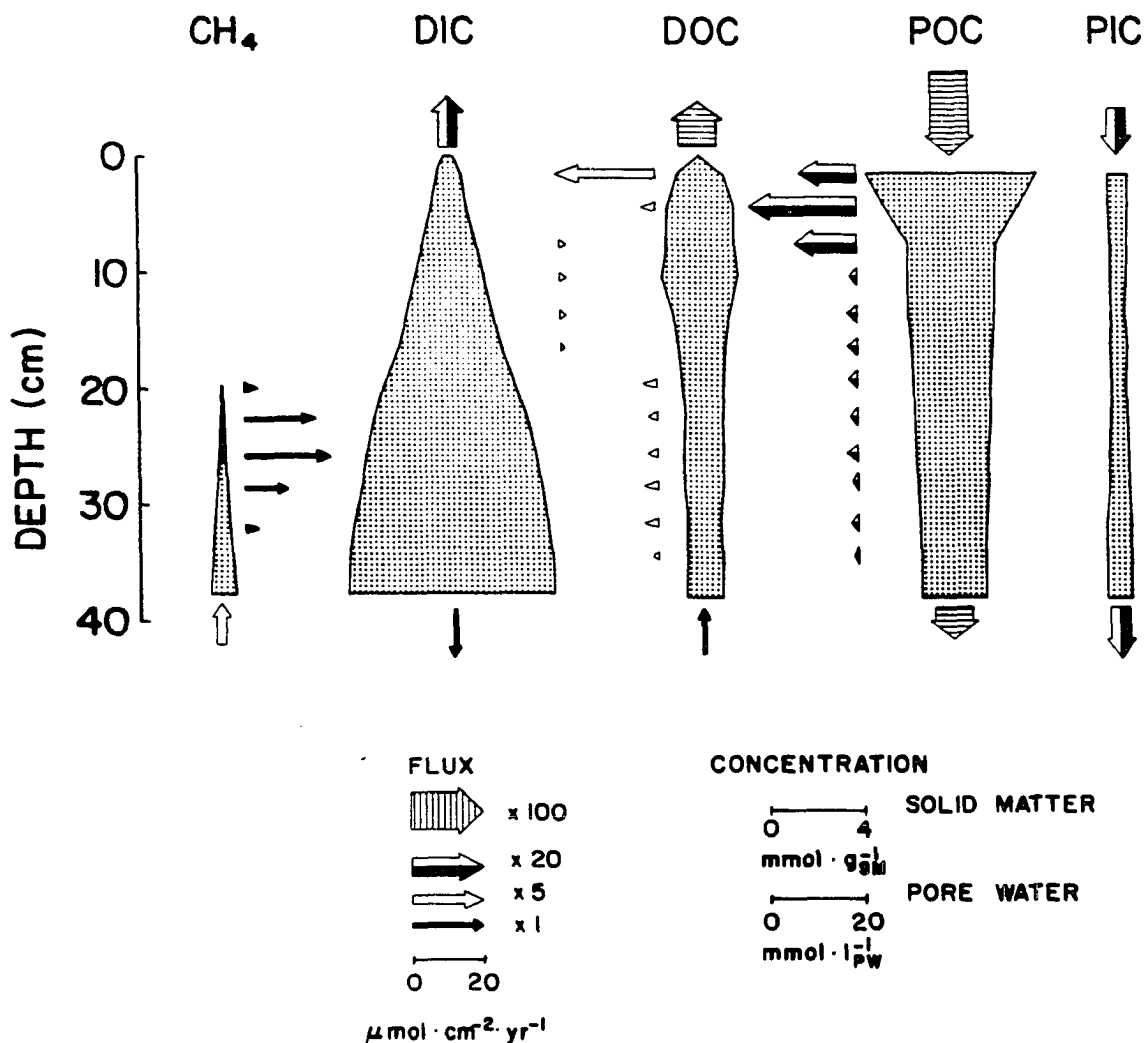 CH₄ DIC DOC POC PIC
0
10
20
30
40
DEPTH (cm)
FLUX
x 100
x 20
x 5
x 1
0 20
μmol · cm⁻² · yr⁻¹
CONCENTRATION
SOLID MATTER
0 4
mmol · g⁻¹SM
PORE WATER
0 20
mmol · l⁻¹PW